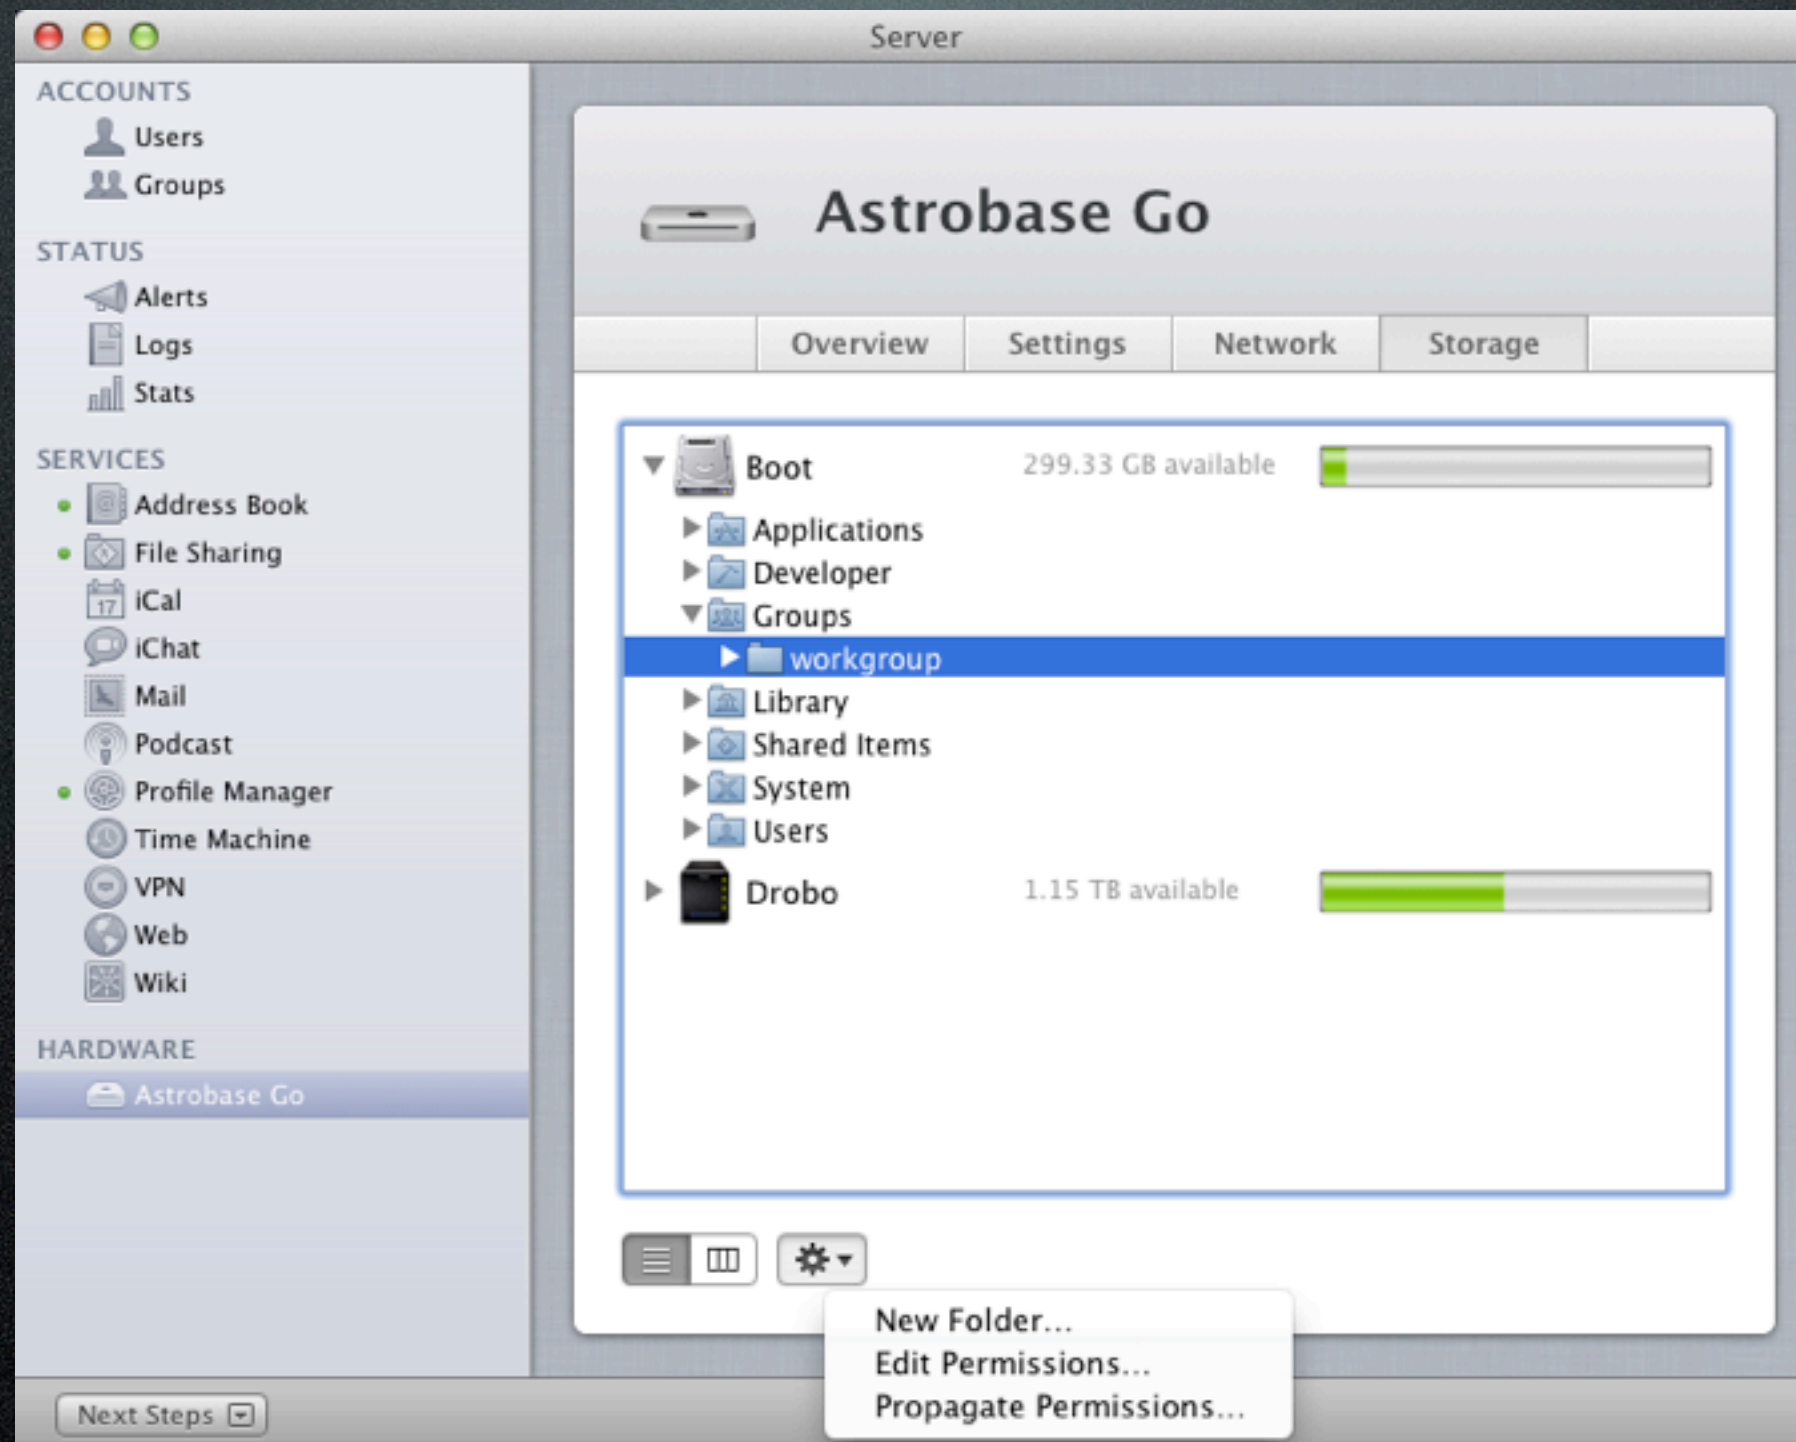 Server
ACCOUNTS
Users
Groups
STATUS
Alerts
Logs
Stats
SERVICES
Address Book
File Sharing
17 iCal
iChat
Mail
Podcast
Profile Manager
Time Machine
VPN
Web
Wiki
HARDWARE
Astrobase Go
Next Steps
Astrobase Go
Overview Settings Network Storage
Boot 299.33 GB available
Applications
Developer
Groups
workgroup
Library
Shared Items
System
Users
Drobo 1.15 TB available
New Folder...
Edit Permissions...
Propagate Permissions...